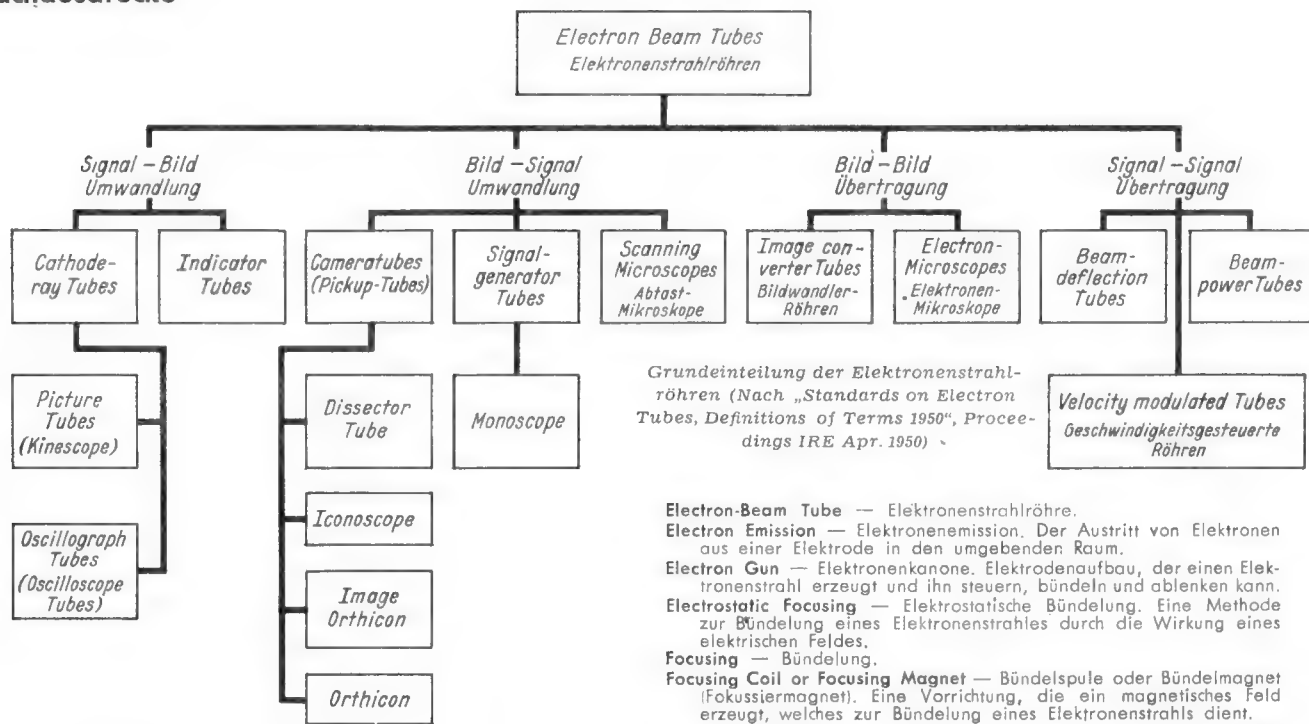 Electron Beam Tubes
Elektronenstrahlröhren
Signal – Bild
Umwandlung
Bild – Signal
Umwandlung
Bild – Bild
Übertragung
Signal – Signal
Übertragung
Cathode-
ray Tubes
Indicator
Tubes
Cameratubes
(Pickup-Tubes)
Signal-
generator
Tubes
Scanning
Microscopes
Abtast-
Mikroskope
Image con-
verter Tubes
Bildwandler-
Röhren
Electron-
Microscopes
Elektronen-
Mikroskope
Beam-
deflection
Tubes
Beam-
power Tubes
Picture
Tubes
(Kinescope)
Oscillograph
Tubes
(Oscilloscope
Tubes)
Dissector
Tube
Iconoscope
Image
Orthicon
Orthicon
Monoscope
Velocity modulated Tubes
Geschwindigkeitsgesteuerte
Röhren
Grundeinteilung der Elektronenstrahl-
röhren (Nach „Standards on Electron
Tubes, Definitions of Terms 1950“, Procee-
dings IRE Apr. 1950)
Electron-Beam Tube — Elektronenstrahlröhre.
Electron Emission — Elektronenemission. Der Austritt von Elektronen
aus einer Elektrode in den umgebenden Raum.
Electron Gun — Elektronenkanone. Elektrodenaufbau, der einen Elek-
tronenstrahl erzeugt und ihn steuern, bündeln und ablenken kann.
Electrostatic Focusing — Elektrostatische Bündelung. Eine Methode
zur Bündelung eines Elektronenstrahles durch die Wirkung eines
elektrischen Feldes.
Focusing — Bündelung.
Focusing Coil or Focusing Magnet — Bündelspule oder Bündelmagnet
(Fokussiermagnet). Eine Vorrichtung, die ein magnetisches Feld
erzeugt, welches zur Bündelung eines Elektronenstrahls dient.